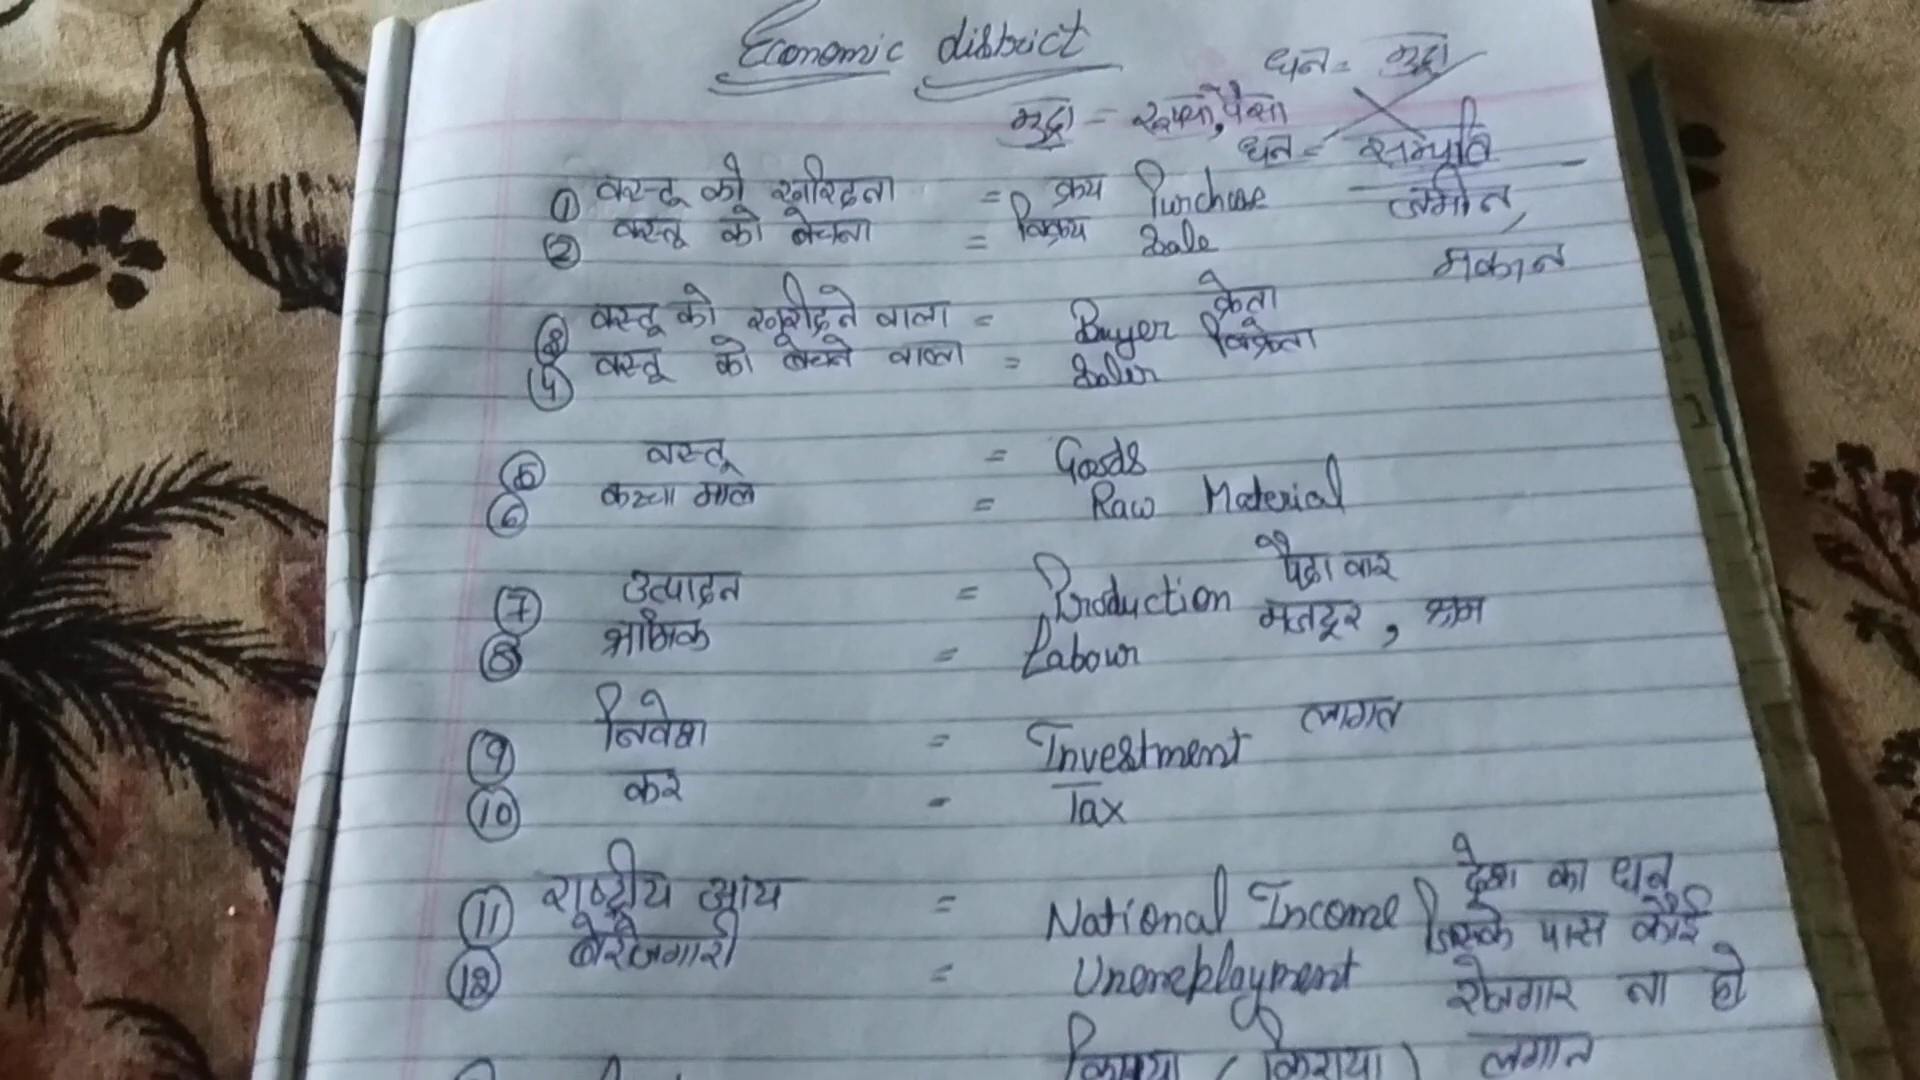 Economic district
धन = मुद्रा
मुद्रा = रूपया, पैसा
धन = सम्पति
जमीन,
मकान
① वस्तू को खरीदना = क्रय Purchase
② वस्तू को बेचना = विक्रय Sale
③ वस्तू को खरीदने वाला = Buyer क्रेता
④ वस्तू को बेचने वाला = Saler विक्रेता
⑤ वस्तू = Goods
⑥ कच्चा माल = Raw Material
⑦ उत्पादन = Production पैदावार
⑧ श्रमिक = Labour मजदूर, श्रम
⑨ निवेश = Investment लागत
⑩ कर = Tax
⑪ राष्ट्रीय आय = National Income देश का धन
⑫ बेरोजगारी = Unomeployment जिसके पास कोई
रोजगार ना हो
(किराया) लगान